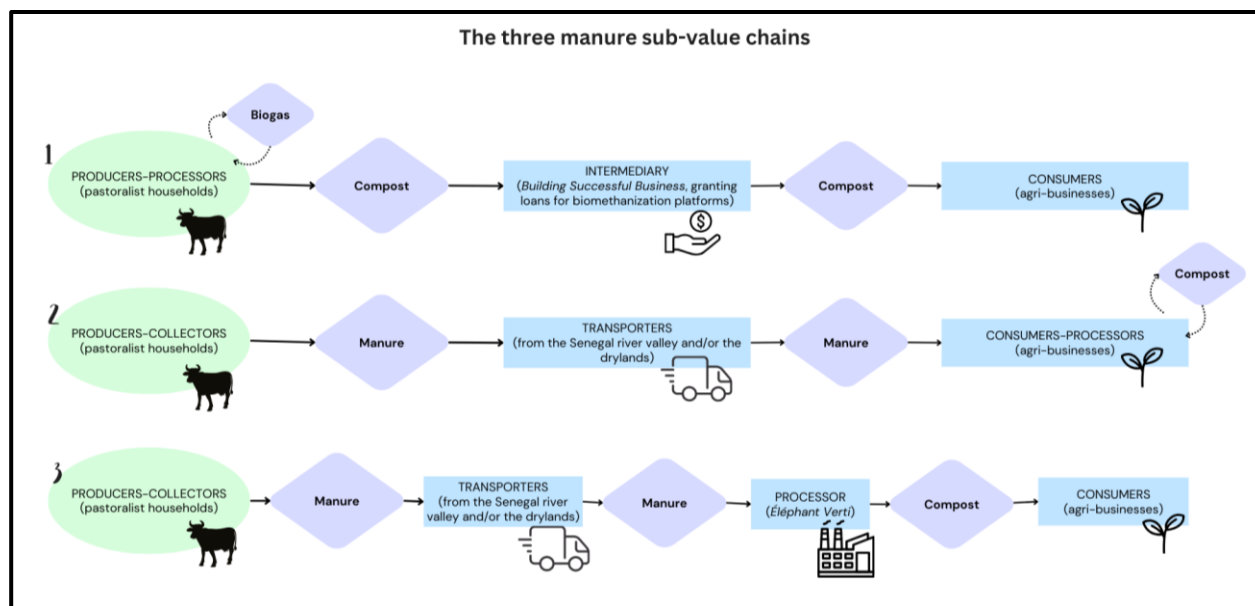 The three manure sub-value chains
Biogas
1
PRODUCERS-PROCESSORS
(pastoralist households)
Compost
INTERMEDIARY
(Building Successful Business, granting
loans for biomethanization platforms)
$
Compost
CONSUMERS
(agri-businesses)
Compost
2
PRODUCERS-COLLECTORS
(pastoralist households)
Manure
TRANSPORTERS
(from the Senegal river valley and/or the
drylands)
Manure
CONSUMERS-PROCESSORS
(agri-businesses)
3
PRODUCERS-COLLECTORS
(pastoralist households)
Manure
TRANSPORTERS
(from the Senegal river
valley and/or the drylands)
Manure
PROCESSOR
(Éléphant Vert)
Compost
CONSUMERS
(agri-businesses)